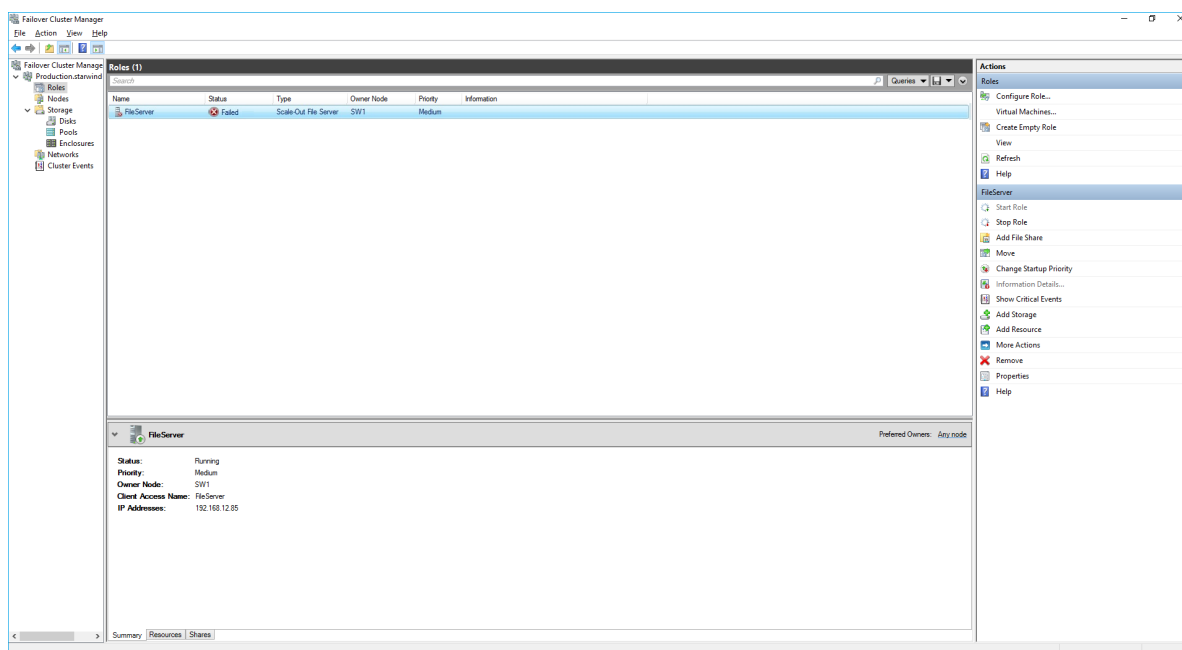 Failover Cluster Manager
File Action View Help
Failover Cluster Manage
Production.starwind
Roles
Nodes
Storage
Disks
Pools
Enclosures
Networks
Cluster Events
Roles (1)
Search
Queries
Name Status Type Owner Node Priority Information
FileServer Failed Scale-Out File Server SW1 Medium
FileServer
Preferred Owners: Any node
Status: Running
Priority: Medium
Owner Node: SW1
Client Access Name: FileServer
IP Addresses: 192.168.12.85
Summary Resources Shares
Actions
Roles
Configure Role...
Virtual Machines...
Create Empty Role
View
Refresh
Help
FileServer
Start Role
Stop Role
Add File Share
Move
Change Startup Priority
Information Details...
Show Critical Events
Add Storage
Add Resource
More Actions
Remove
Properties
Help